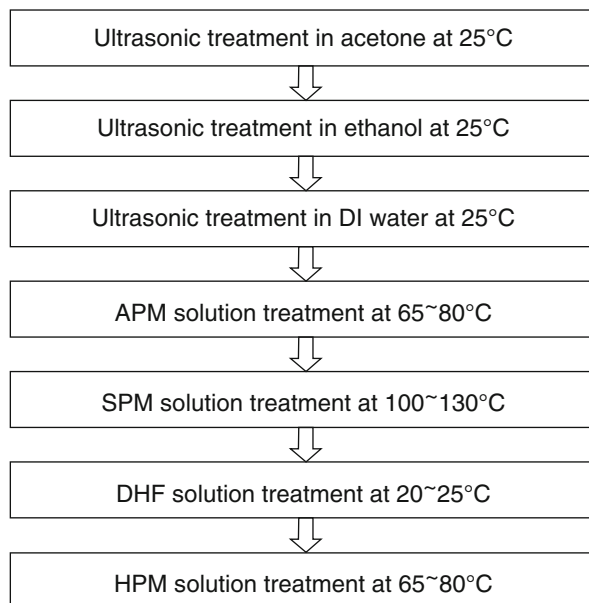 Ultrasonic treatment in acetone at 25°C
Ultrasonic treatment in ethanol at 25°C
Ultrasonic treatment in DI water at 25°C
APM solution treatment at 65~80°C
SPM solution treatment at 100~130°C
DHF solution treatment at 20~25°C
HPM solution treatment at 65~80°C